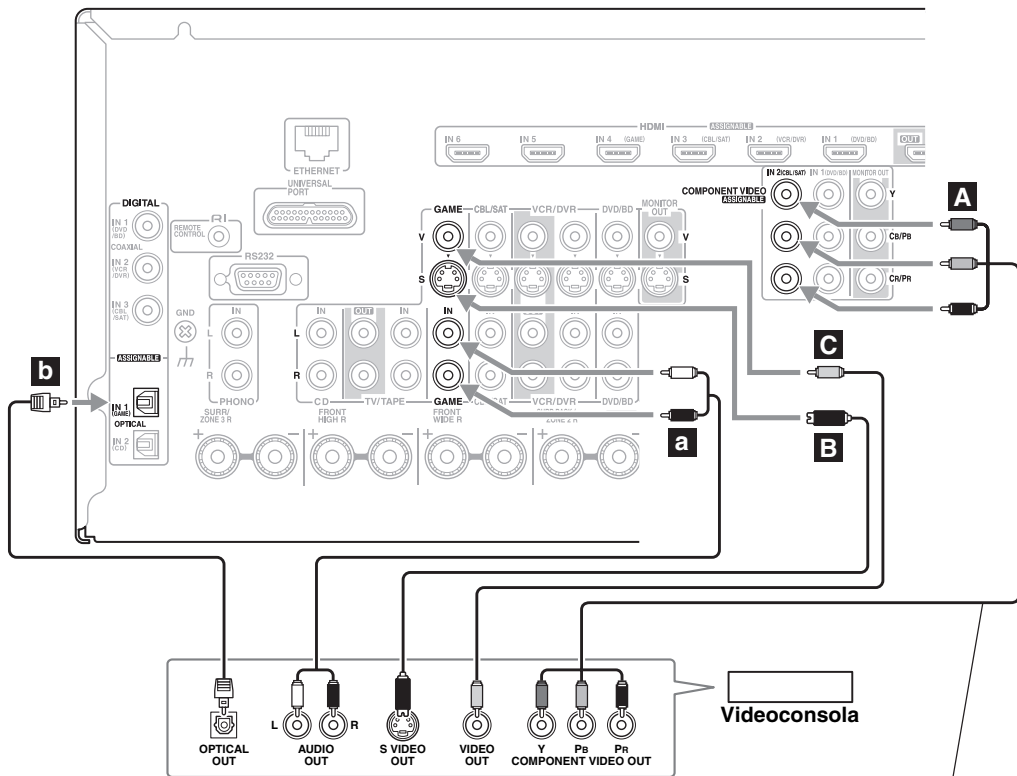 HDMI ASSIGNABLE
IN 6 IN 5 IN 4 (GAME) IN 3 (CBL/SAT) IN 2 (VCR/DVR) IN 1 (DVD/BD) OUT
ETHERNET
UNIVERSAL
PORT
IN 2(CBL/SAT) IN 1(DVD/BD) MONITOR OUT
COMPONENT VIDEO
ASSIGNABLE
Y
CB/PB
CR/PR
A
DIGITAL
IN 1
(DVD
/BD)
COAXIAL
IN 2
(VCR
/DVR)
IN 3
(CBL
/SAT)
ASSIGNABLE
IN 1
(GAME)
OPTICAL
IN 2
(CD)
RI
REMOTE
CONTROL
RS232
GND
GAME CBL/SAT VCR/DVR DVD/BD MONITOR
OUT
V V
S S
IN IN OUT IN IN
L L
R R
PHONO CD TV/TAPE GAME VCR/DVR DVD/BD
SURR/
ZONE 3 R
FRONT
HIGH R
FRONT
WIDE R
ZONE 2 R
+ − + − + − + −
C
B
a
b
L R
OPTICAL
OUT
AUDIO
OUT
S VIDEO
OUT
VIDEO
OUT
Y PB PR
COMPONENT VIDEO OUT
Videoconsola